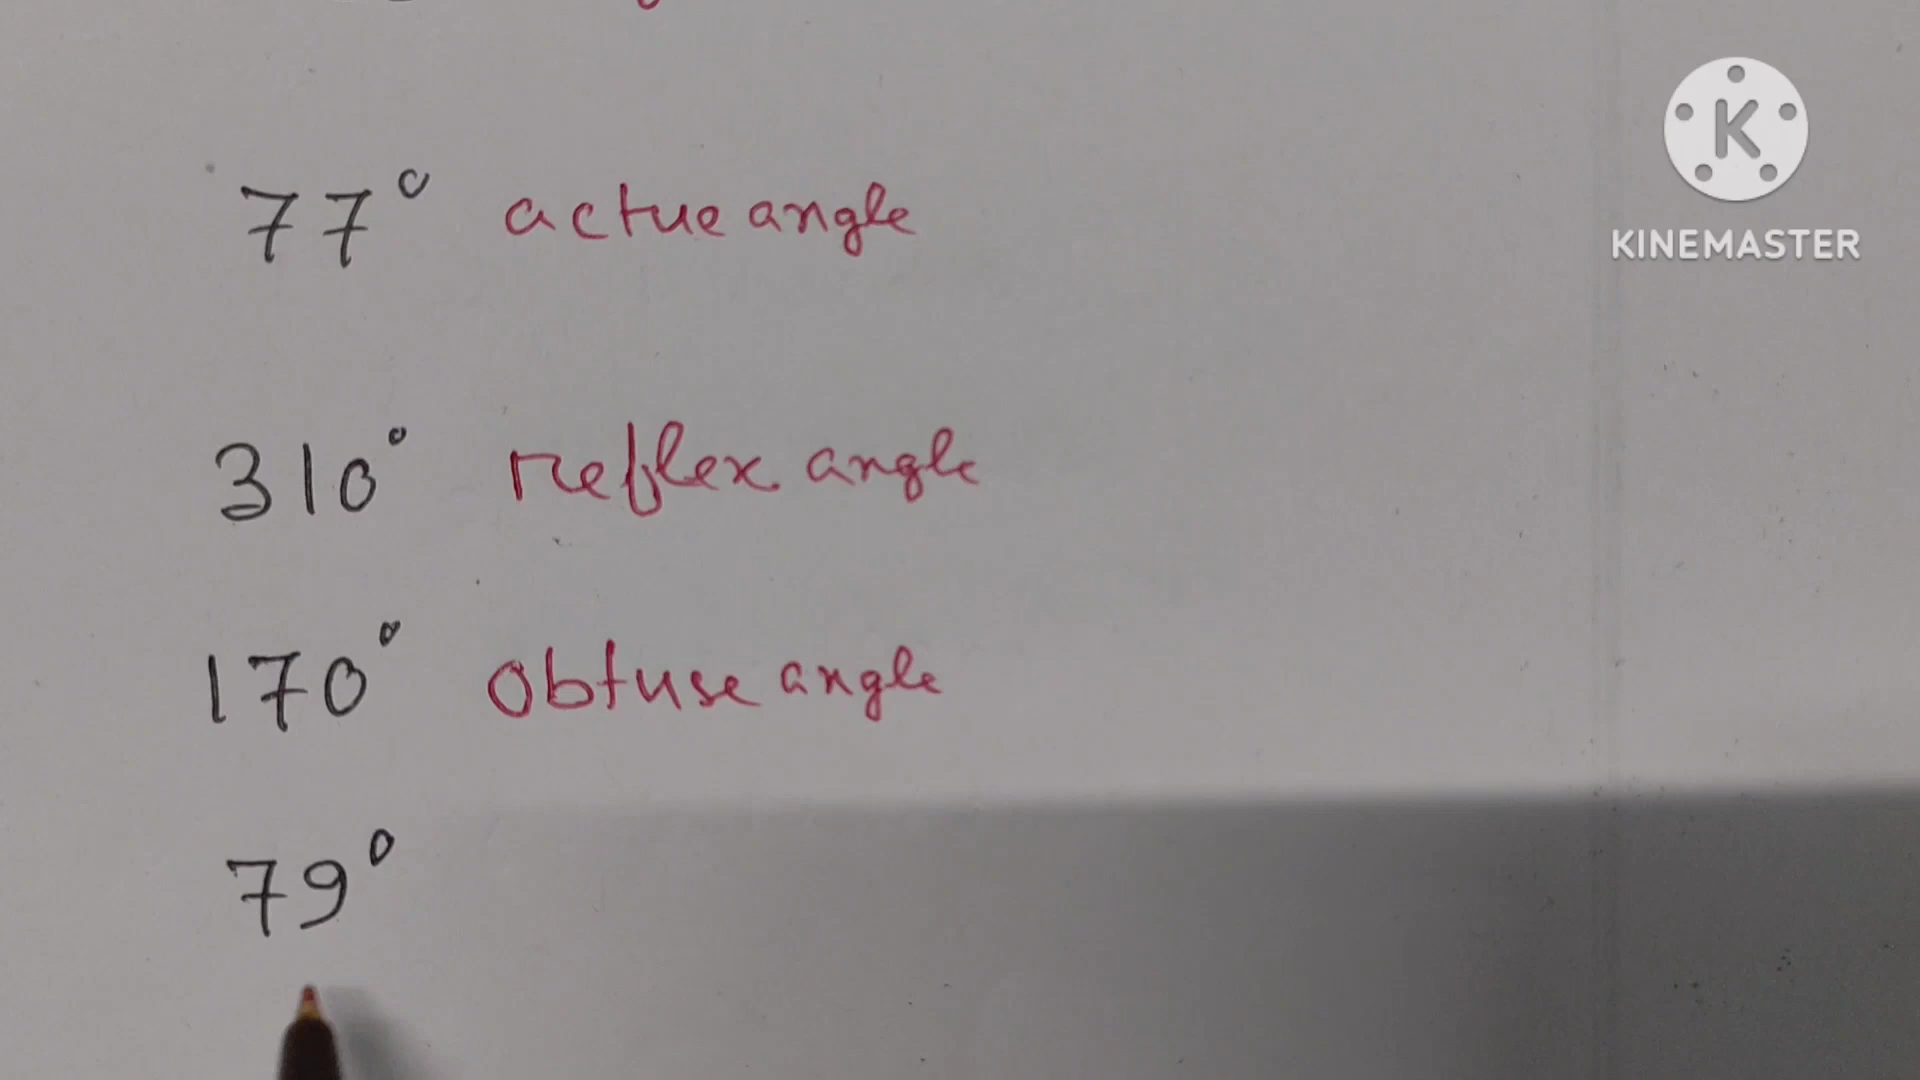 K
KINEMASTER
77° actue angle
310° reflex angle
170° obtuse angle
79°